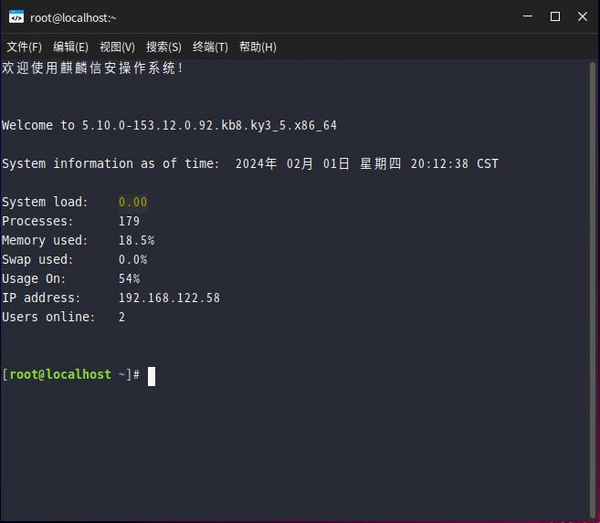 root@localhost:~
文件(F) 编辑(E) 视图(V) 搜索(S) 终端(T) 帮助(H)
欢迎使用麒麟信安操作系统!
Welcome to 5.10.0-153.12.0.92.kb8.ky3_5.x86_64
System information as of time: 2024年 02月 01日 星期四 20:12:38 CST
System load: 0.00
Processes: 179
Memory used: 18.5%
Swap used: 0.0%
Usage On: 54%
IP address: 192.168.122.58
Users online: 2
[root@localhost ~]#